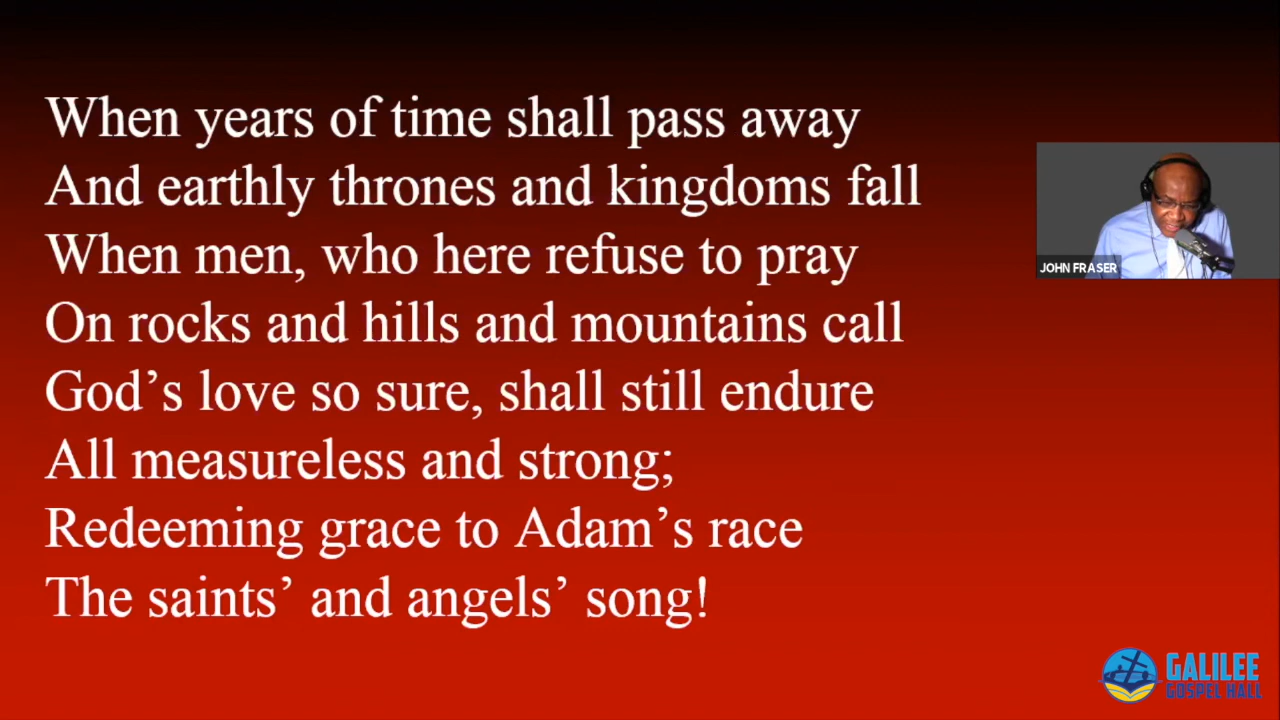 When years of time shall pass away
And earthly thrones and kingdoms fall
When men, who here refuse to pray
On rocks and hills and mountains call
God’s love so sure, shall still endure
All measureless and strong;
Redeeming grace to Adam’s race
The saints’ and angels’ song!
JOHN FRASER
GALILEE
GOSPEL HALL